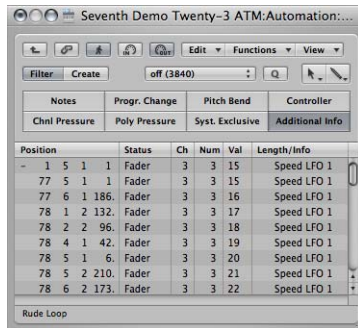 Seventh Demo Twenty-3 ATM:Automation:...
IN OUT Edit Functions View
Filter Create off (3840) Q
Notes Progr. Change Pitch Bend Controller
Chnl Pressure Poly Pressure Syst. Exclusive Additional Info
Position Status Ch Num Val Length/Info
- 1 5 1 1 Fader 3 3 15 Speed LFO 1
77 5 1 1 Fader 3 3 15 Speed LFO 1
77 6 1 186. Fader 3 3 16 Speed LFO 1
78 1 2 132. Fader 3 3 17 Speed LFO 1
78 2 2 96. Fader 3 3 18 Speed LFO 1
78 4 1 42. Fader 3 3 19 Speed LFO 1
78 5 1 6. Fader 3 3 20 Speed LFO 1
78 5 2 210. Fader 3 3 21 Speed LFO 1
78 6 2 173. Fader 3 3 22 Speed LFO 1
Rude Loop